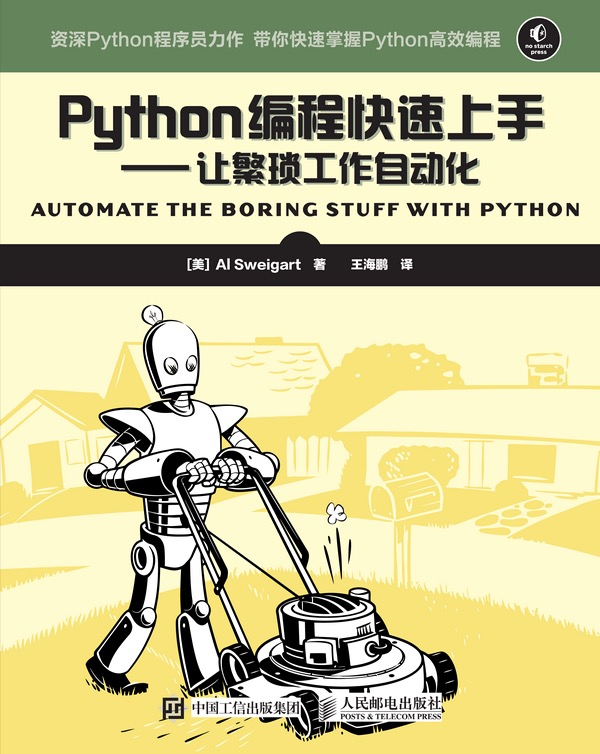 资深Python程序员力作 带你快速掌握Python高效编程
no starch
press
Python编程快速上手
——让繁琐工作自动化
AUTOMATE THE BORING STUFF WITH PYTHON
[美] Al Sweigart 著 王海鹏 译
中国工信出版集团 人民邮电出版社
POSTS & TELECOM PRESS